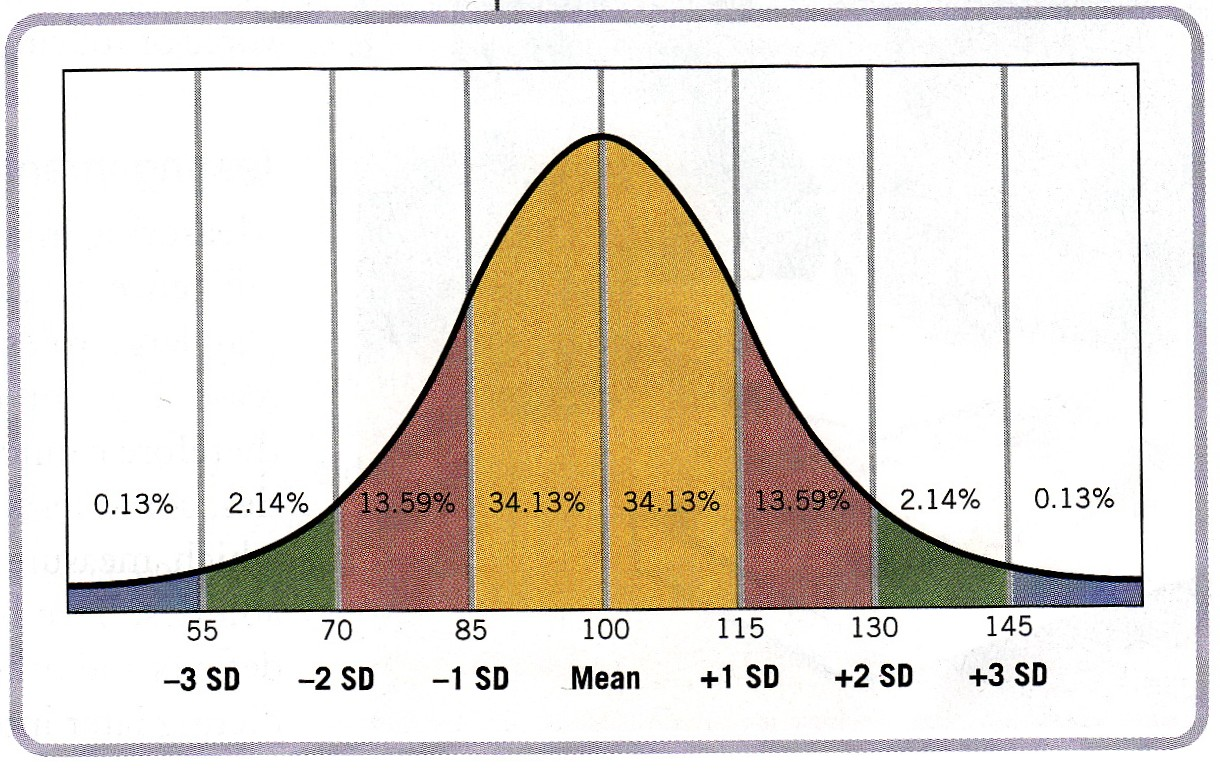 0.13% 2.14% 13.59% 34.13% 34.13% 13.59% 2.14% 0.13%
55 70 85 100 115 130 145
–3 SD –2 SD –1 SD Mean +1 SD +2 SD +3 SD